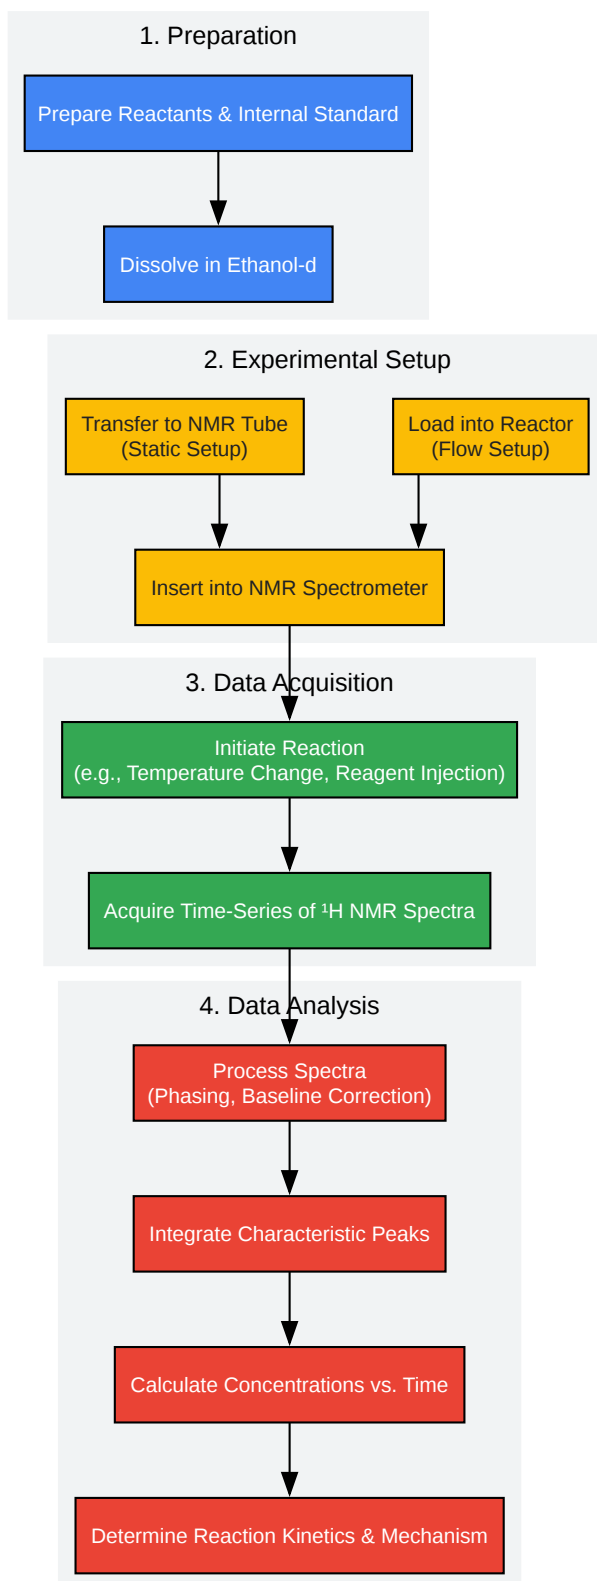 1. Preparation
Prepare Reactants & Internal Standard
Dissolve in Ethanol-d
2. Experimental Setup
Transfer to NMR Tube
(Static Setup)
Load into Reactor
(Flow Setup)
Insert into NMR Spectrometer
3. Data Acquisition
Initiate Reaction
(e.g., Temperature Change, Reagent Injection)
Acquire Time-Series of ¹H NMR Spectra
4. Data Analysis
Process Spectra
(Phasing, Baseline Correction)
Integrate Characteristic Peaks
Calculate Concentrations vs. Time
Determine Reaction Kinetics & Mechanism